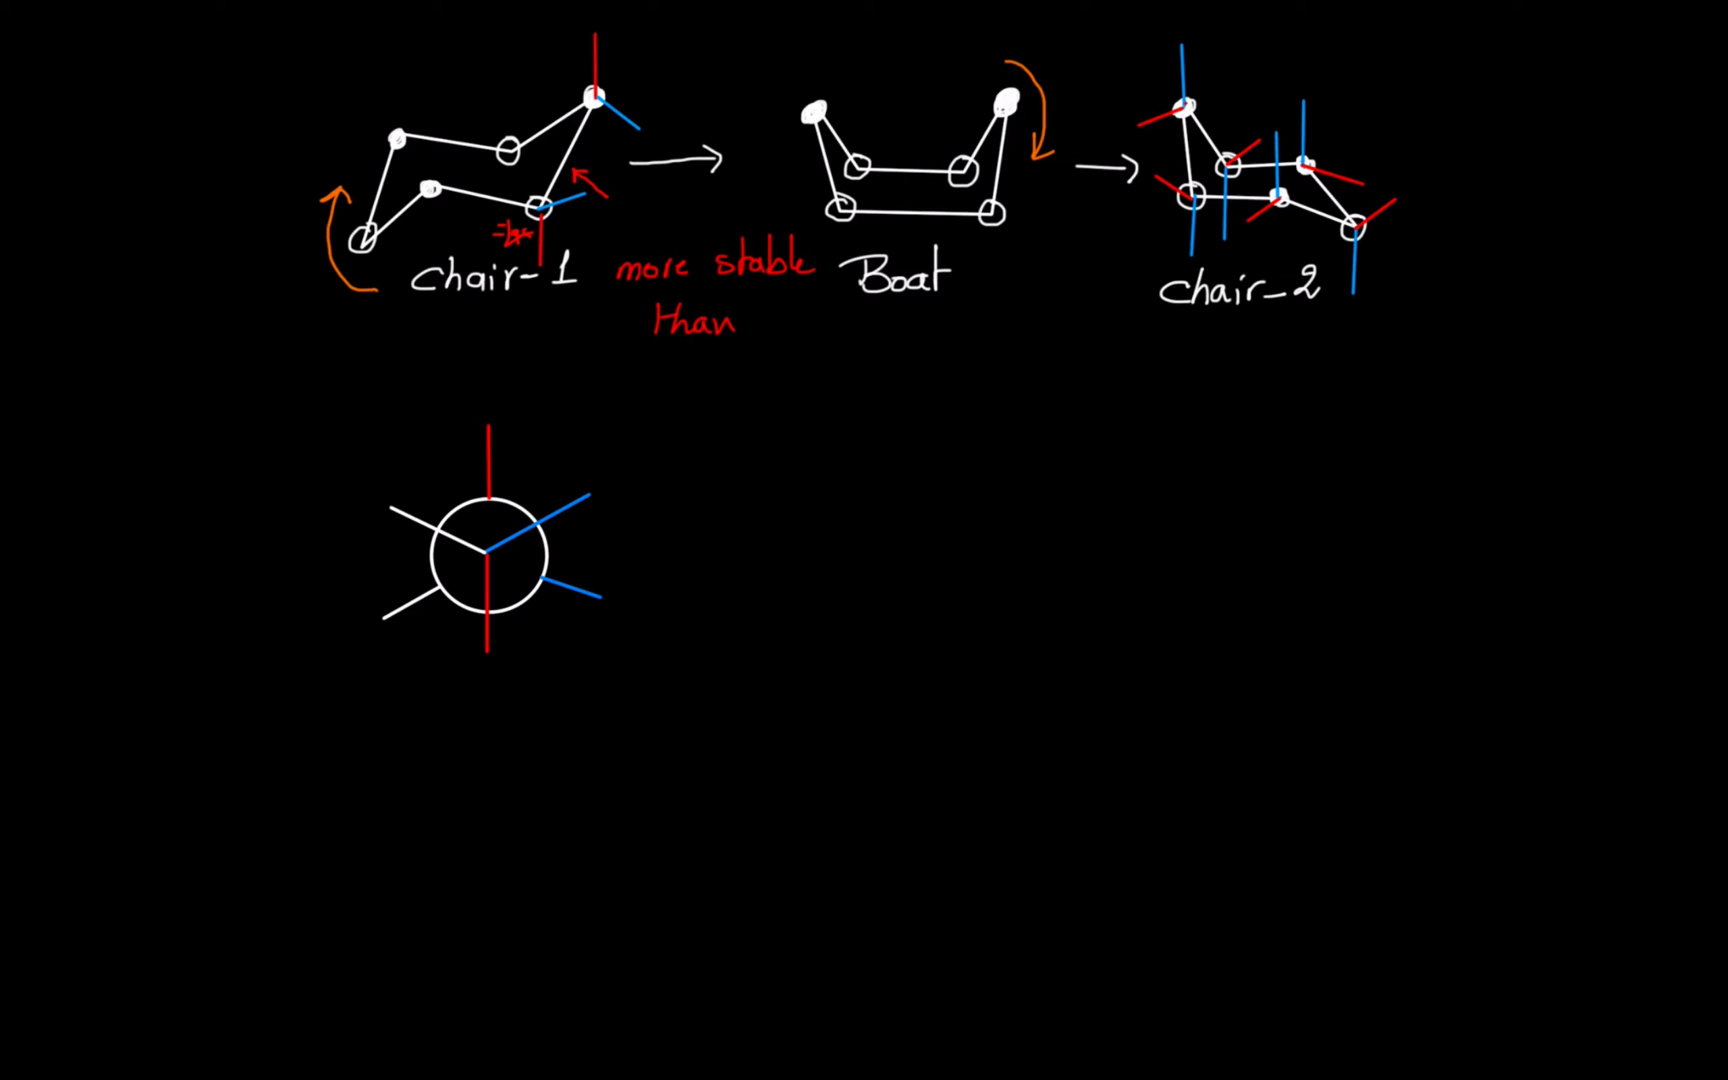 Chair-1
more stable
than
Boat
chair-2